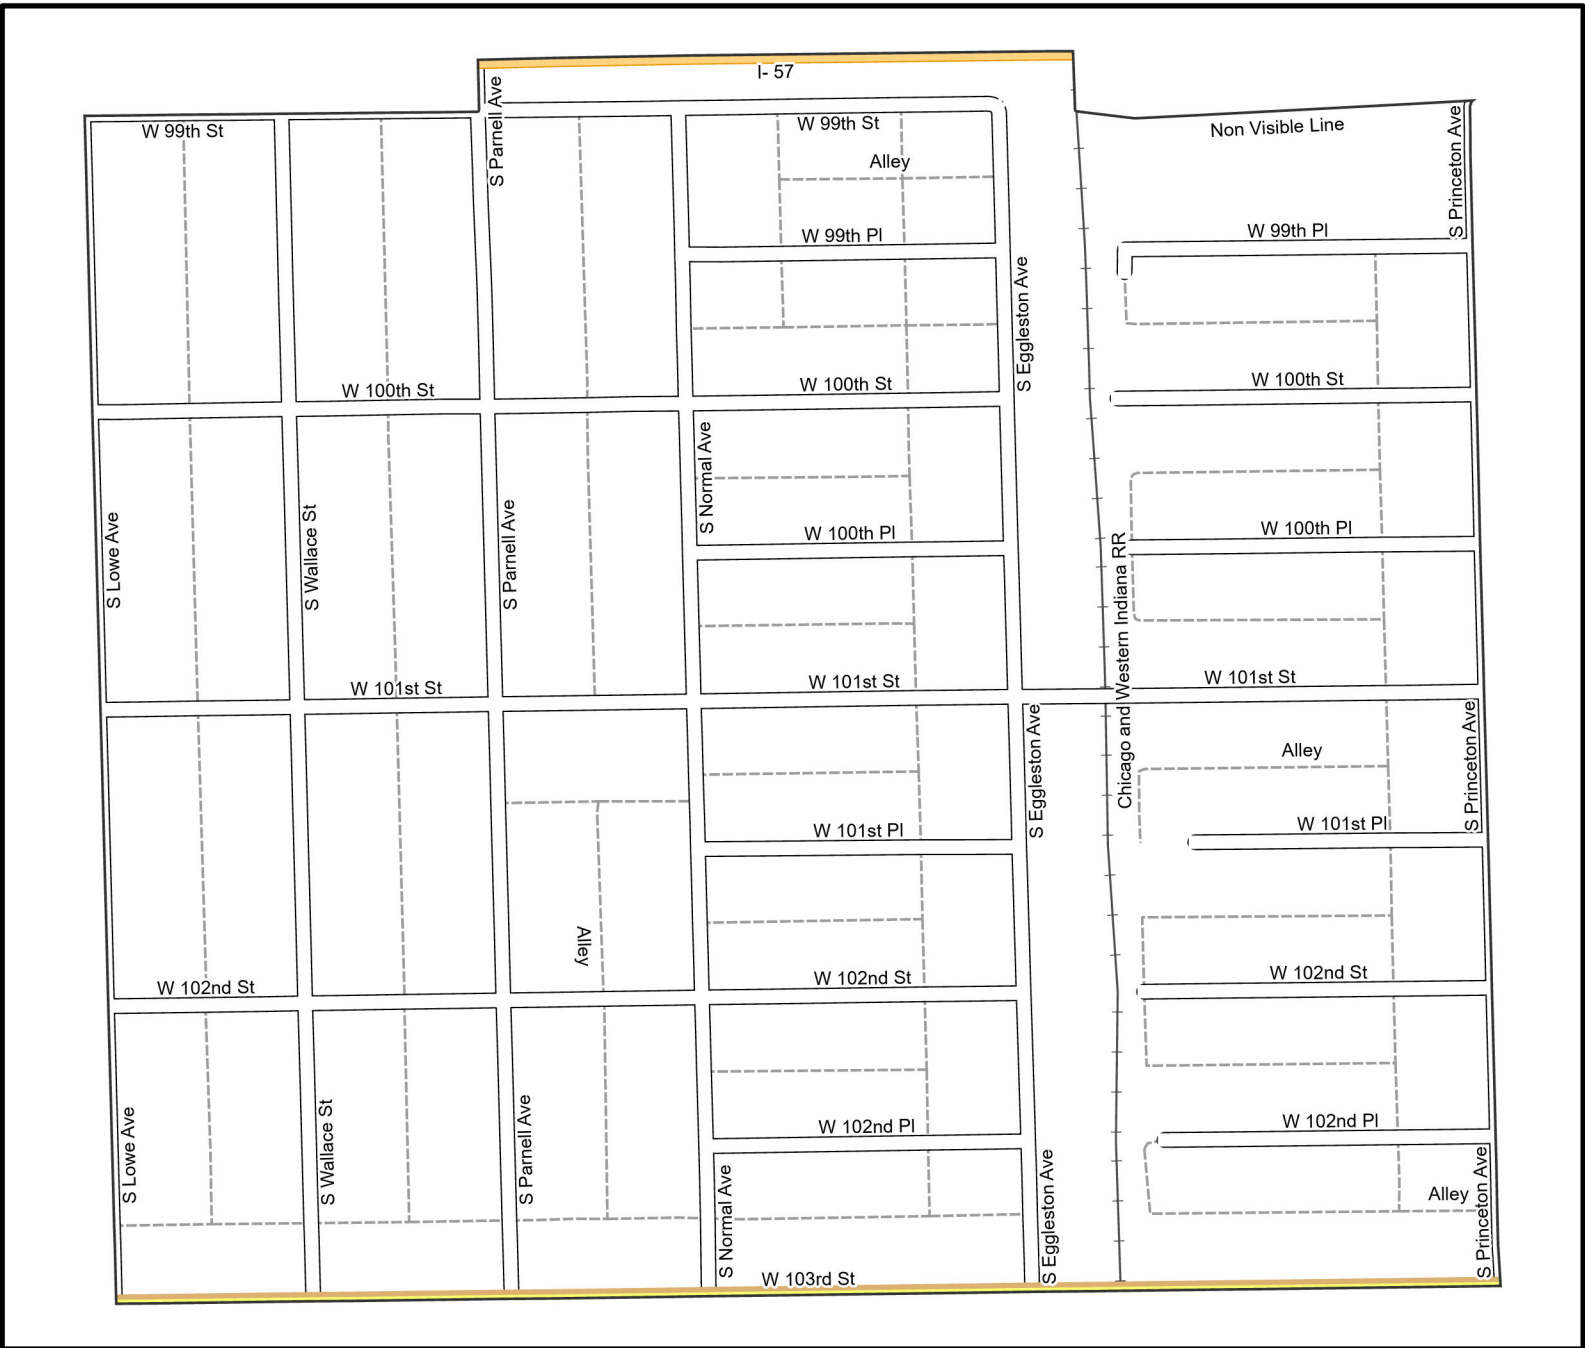 I- 57
S Parnell Ave
W 99th St
W 99th St
Non Visible Line
S Princeton Ave
Alley
W 99th Pl
W 99th Pl
S Eggleston Ave
W 100th St
W 100th St
W 100th St
S Normal Ave
S Lowe Ave
S Wallace St
S Parnell Ave
W 100th Pl
W 100th Pl
Chicago and Western Indiana RR
W 101st St
W 101st St
W 101st St
S Eggleston Ave
S Princeton Ave
Alley
W 101st Pl
W 101st Pl
Alley
W 102nd St
W 102nd St
W 102nd St
S Lowe Ave
S Wallace St
S Parnell Ave
W 102nd Pl
W 102nd Pl
S Normal Ave
S Eggleston Ave
S Princeton Ave
Alley
W 103rd St